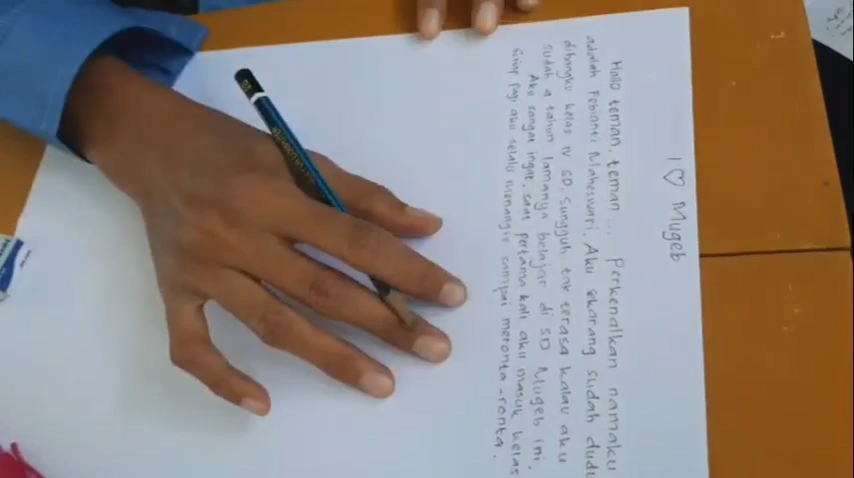 I ♡ Mugeb
Hallo teman, teman ... perkenalkan namaku
adalah Febianti Maheswari. Aku sekarang sudah dudu
dibangku kelas IV SD. Sungguh tak terasa kalau aku
sudah 4 tahun lamanya belajar di SD Mugeb ini.
Aku sangat ingat, saat pertama kali aku masuk kelas
Setiap pagi aku selalu menangis sampai meronta-ronta.